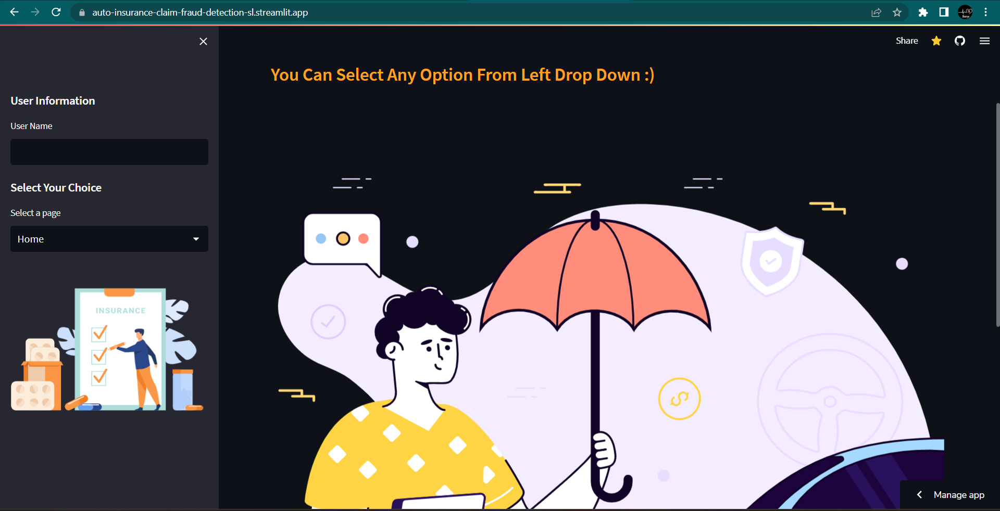 auto-insurance-claim-fraud-detection-sl.streamlit.app
Share
You Can Select Any Option From Left Drop Down :)
User Information
User Name
Select Your Choice
Select a page
Home
INSURANCE
Manage app